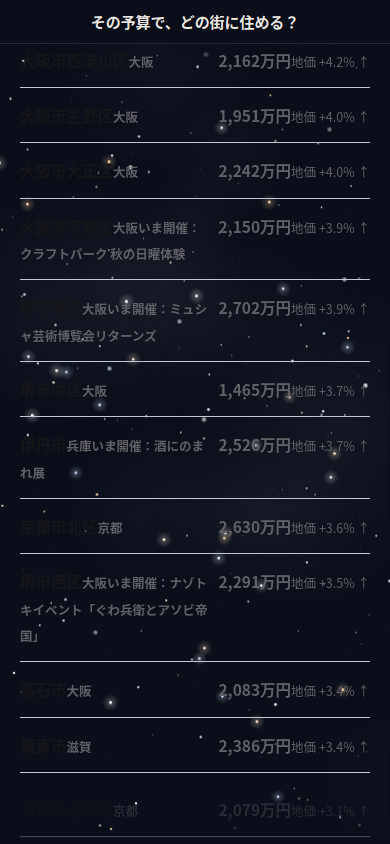 その予算で、どの街に住める？
大阪市西淀川区大阪 2,162万円地価 +4.2% ↑
大阪市生野区大阪 1,951万円地価 +4.0% ↑
大阪市大正区大阪 2,242万円地価 +4.0% ↑
大阪いま開催： 2,150万円地価 +3.9% ↑
クラフトパーク'秋の日曜体験
大阪いま開催：ミュシ 2,702万円地価 +3.9% ↑
ャ芸術博覧会リターンズ
堺市中区大阪 1,465万円地価 +3.7% ↑
伊丹市兵庫いま開催：酒にのま 2,526万円地価 +3.7% ↑
れ展
京都市北区京都 2,630万円地価 +3.6% ↑
堺市西区大阪いま開催：ナゾト 2,291万円地価 +3.5% ↑
キイベント「ぐわ兵衛とアソビ帝
国」
高石市大阪 2,083万円地価 +3.4% ↑
栗東市滋賀 2,386万円地価 +3.4% ↑
京都 2,079万円地価 +3.1% ↑